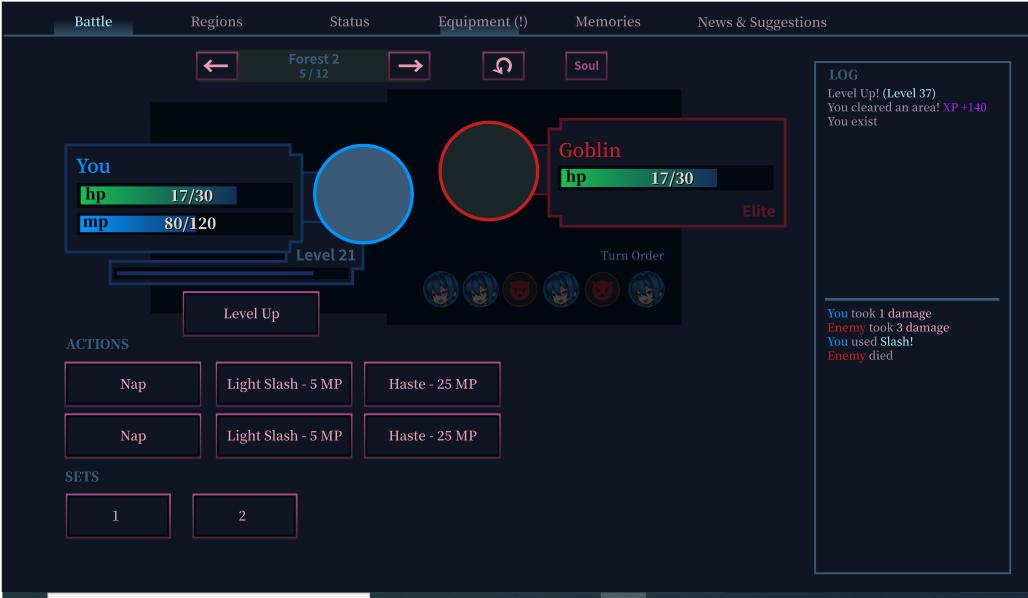 Battle
Regions
Status
Equipment (!)
Memories
News & Suggestions
Forest 2
5 / 12
Soul
You
hp 17/30
mp 80/120
Level 21
Goblin
hp 17/30
Elite
Turn Order
Level Up
ACTIONS
Nap
Light Slash - 5 MP
Haste - 25 MP
Nap
Light Slash - 5 MP
Haste - 25 MP
SETS
1
2
LOG
Level Up! (Level 37)
You cleared an area! XP +140
You exist
You took 1 damage
Enemy took 3 damage
You used Slash!
Enemy died